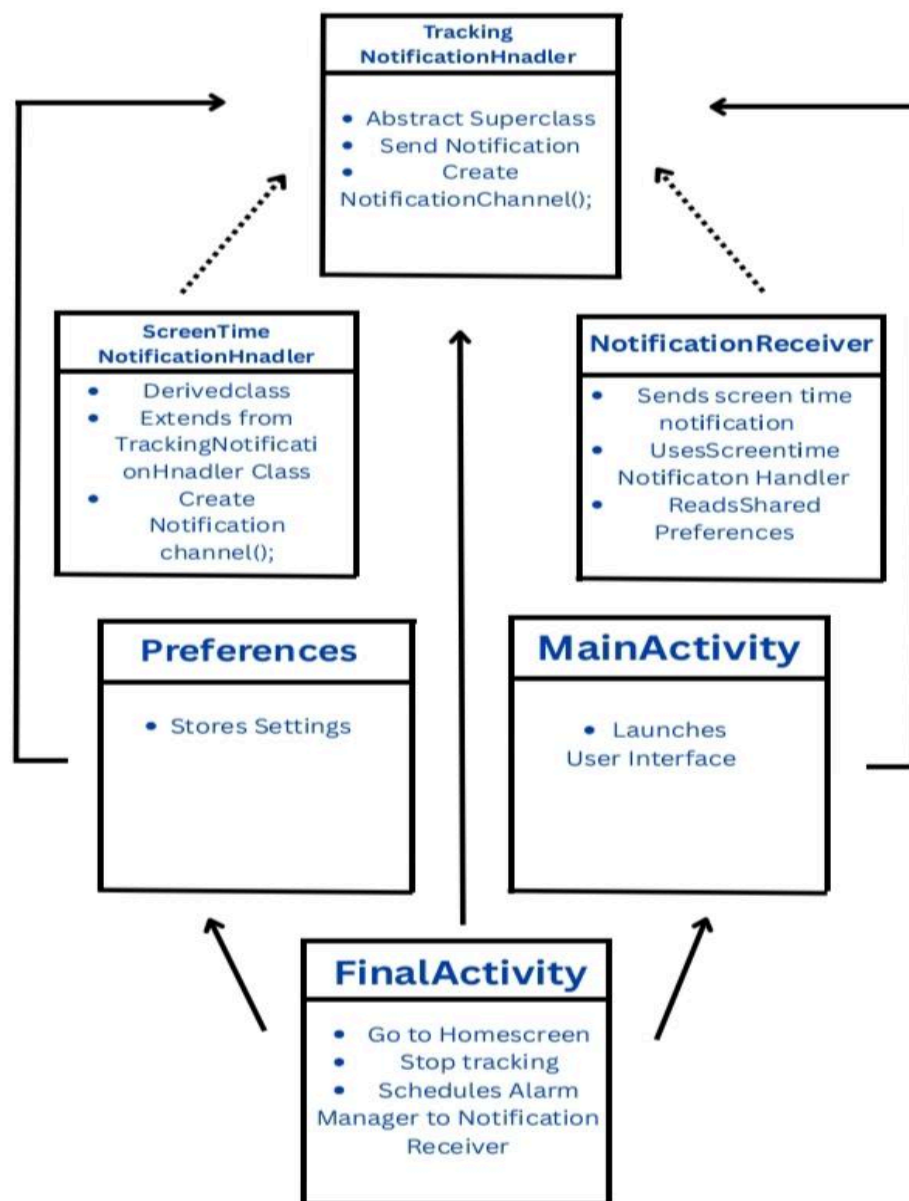 Tracking
NotificationHnadler
• Abstract Superclass
• Send Notification
• Create
NotificationChannel();
ScreenTime
NotificationHnadler
• Derivedclass
• Extends from
TrackingNotificati
onHnadler Class
• Create
Notification
channel();
NotificationReceiver
• Sends screen time
notification
• UsesScreentime
Notificaton Handler
• ReadsShared
Preferences
Preferences
• Stores Settings
MainActivity
• Launches
User Interface
FinalActivity
• Go to Homescreen
• Stop tracking
• Schedules Alarm
Manager to Notification
Receiver